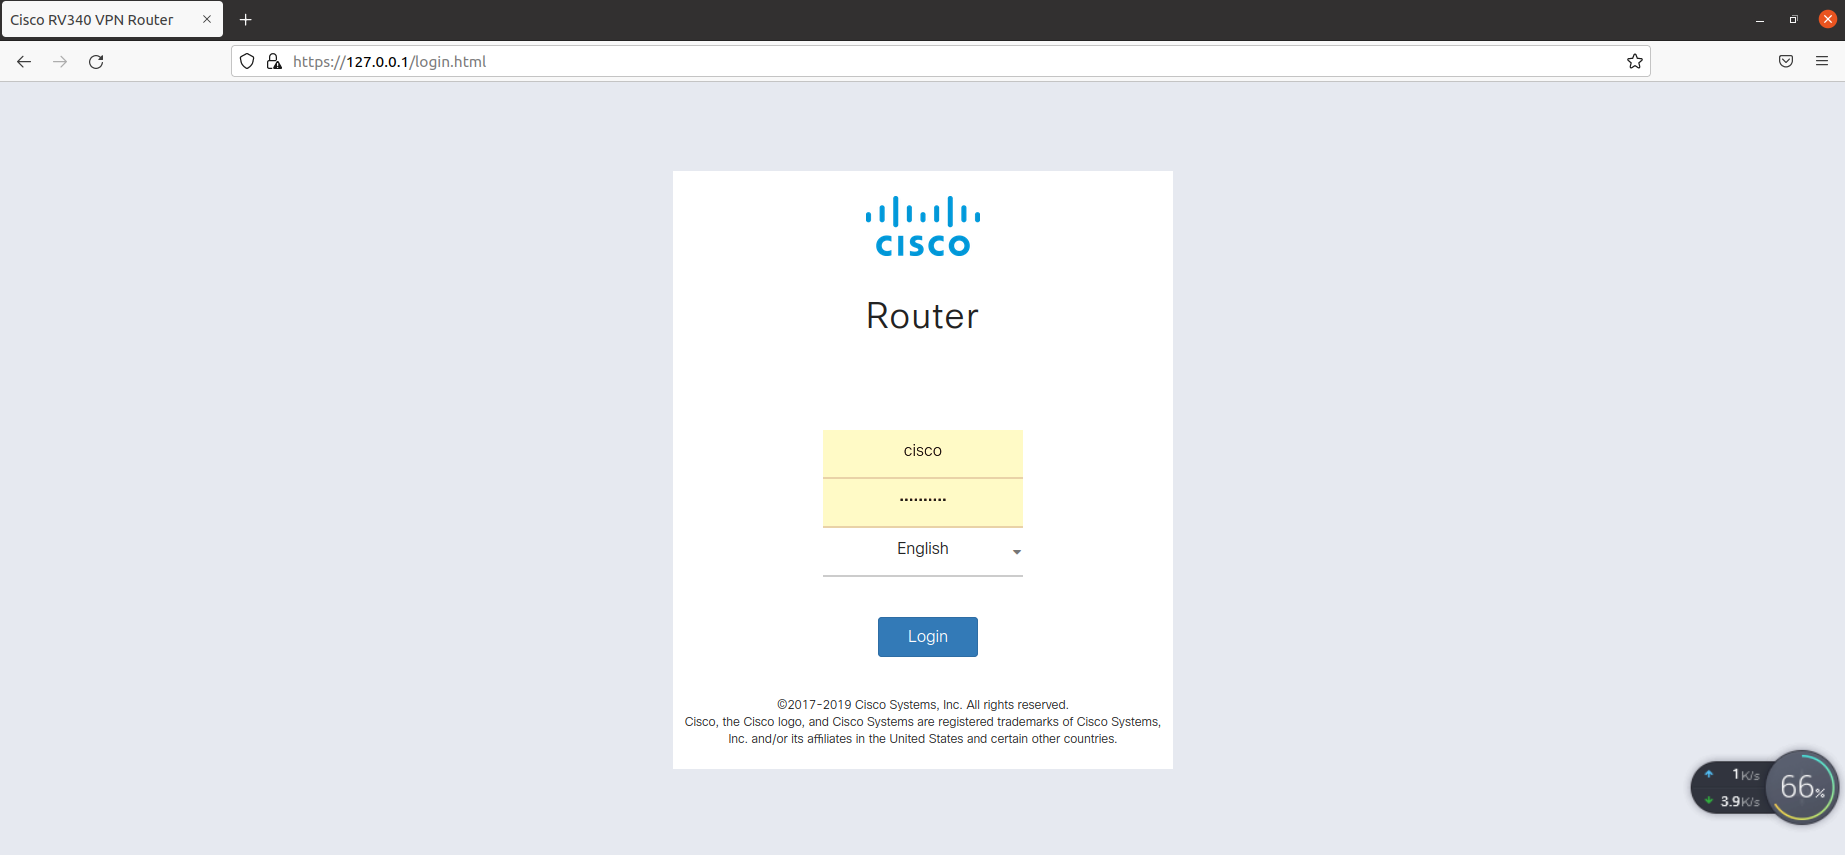 Cisco RV340 VPN Router
https://127.0.0.1/login.html
CISCO
Router
cisco
••••••••••
English
Login
©2017-2019 Cisco Systems, Inc. All rights reserved.
Cisco, the Cisco logo, and Cisco Systems are registered trademarks of Cisco Systems,
Inc. and/or its affiliates in the United States and certain other countries.
1K/s
3.9K/s
66%